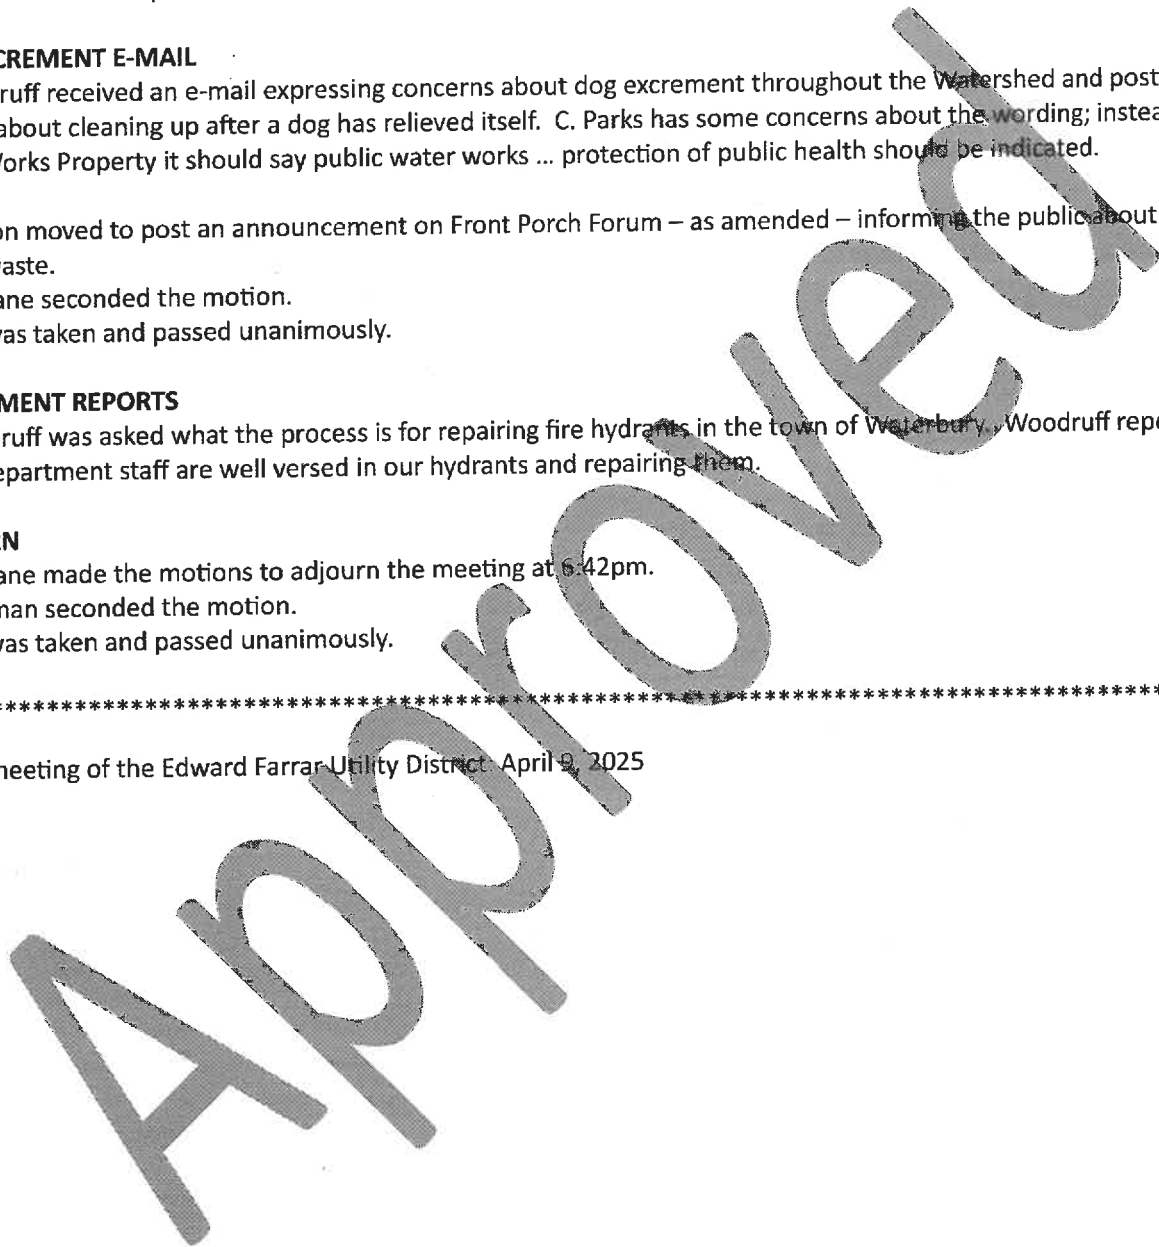 CREMENT E-MAIL
ruff received an e-mail expressing concerns about dog excrement throughout the Watershed and post
about cleaning up after a dog has relieved itself. C. Parks has some concerns about the wording; instea
Works Property it should say public water works ... protection of public health should be indicated.
on moved to post an announcement on Front Porch Forum – as amended – informing the public about
waste.
ane seconded the motion.
was taken and passed unanimously.
MENT REPORTS
ruff was asked what the process is for repairing fire hydrants in the town of Waterbury. Woodruff repo
epartment staff are well versed in our hydrants and repairing them.
RN
ane made the motions to adjourn the meeting at 6:42pm.
man seconded the motion.
was taken and passed unanimously.
****************************************************************************************
meeting of the Edward Farrar Utility District: April 9, 2025
Approved